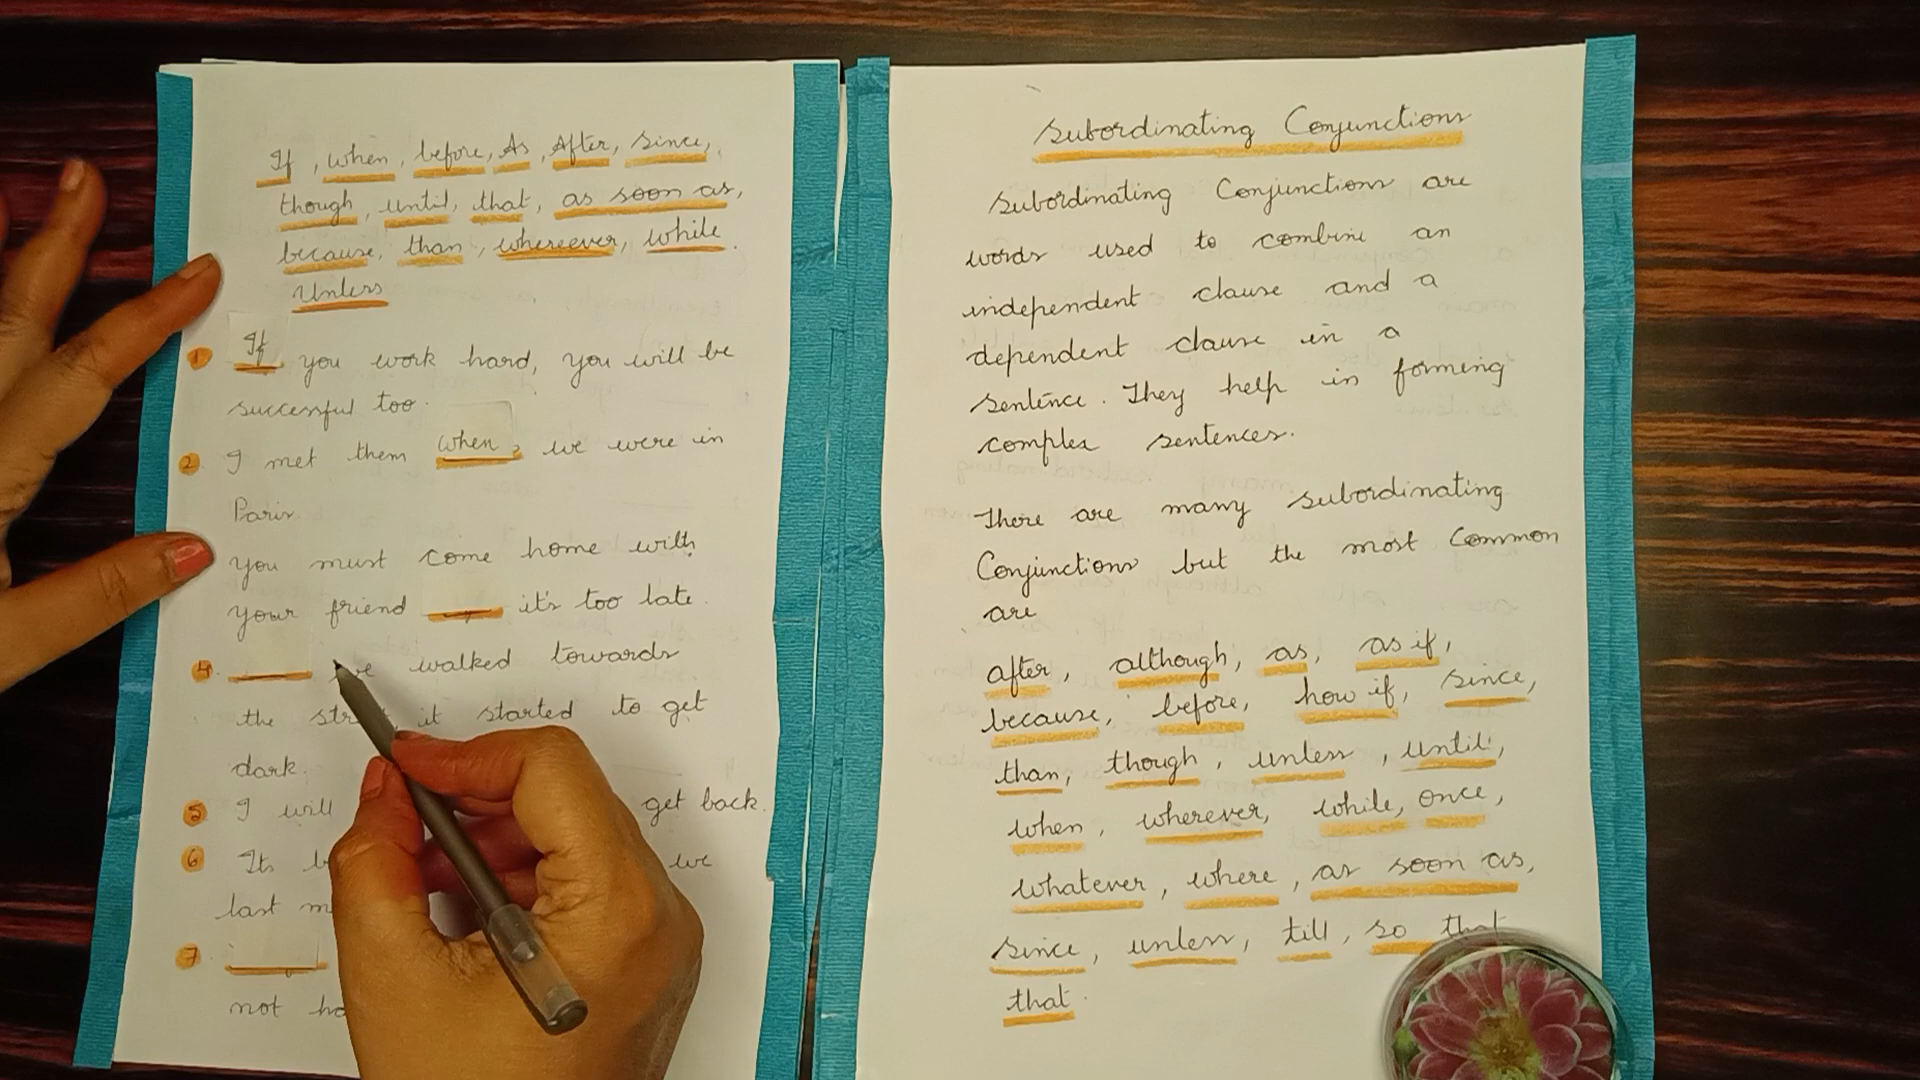 If, when, before, As, After, since,
though, until, that, as soon as,
because, than, whereever, while.
Unless
1 If you work hard, you will be
successful too.
2. I met them when, we were in
Paris.
You must come home with
your friend ____ it's too late.
4. ____ we walked towards
the street, it started to get
dark.
5 I will get back.
6 Its we
last
7 ____
not
Subordinating Conjunctions
Subordinating Conjunctions are
words used to combine an
independent clause and a
dependent clause in a
sentence. They help in forming
complex sentences.
There are many subordinating
Conjunctions but the most Common
are
after, although, as, as if,
because, before, how if, since,
than, though, unless, until,
when, wherever, while, once,
whatever, where, as soon as,
since, unless, till, so that
that.